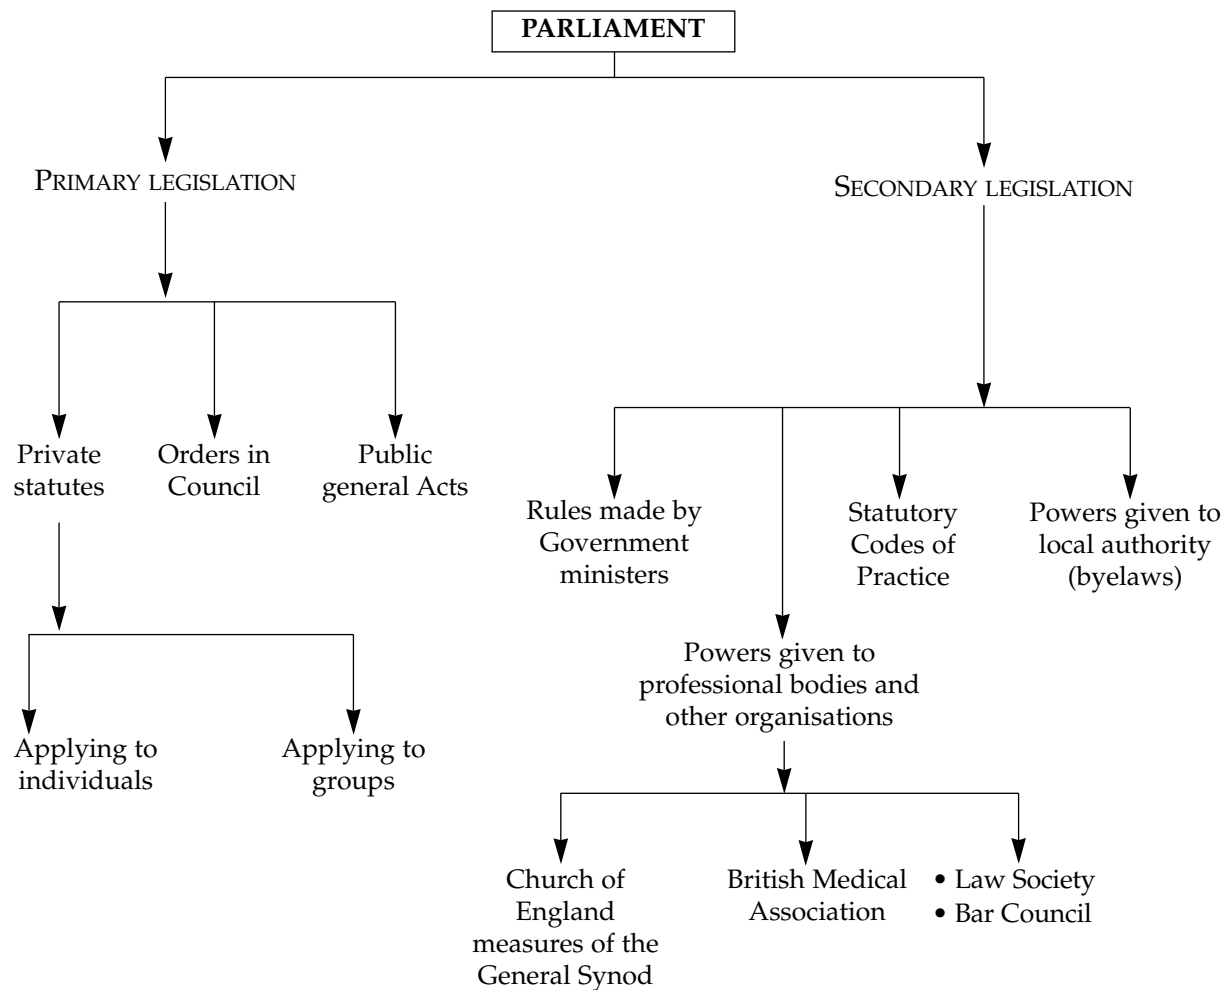 PARLIAMENT
PRIMARY LEGISLATION
SECONDARY LEGISLATION
Private
statutes
Orders in
Council
Public
general Acts
Rules made by
Government
ministers
Statutory
Codes of
Practice
Powers given to
local authority
(byelaws)
Powers given to
professional bodies and
other organisations
Applying to
individuals
Applying to
groups
Church of
England
measures of the
General Synod
British Medical
Association
• Law Society
• Bar Council